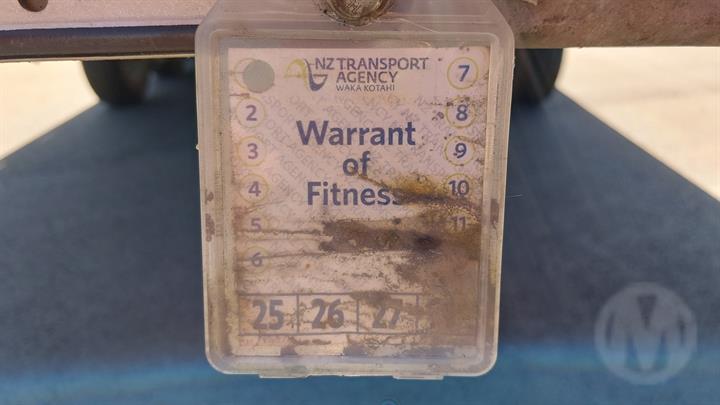 NZ TRANSPORT
AGENCY
WAKA KOTAHI
7
2
8
Warrant
3
9
of
4
10
Fitness
5
11
6
25 26 27